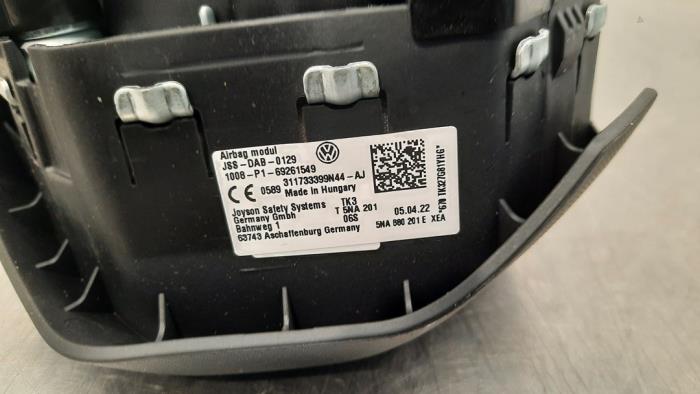 Airbag modul
JSS-DAB-0129
1008-P1-69261549
311733399N44-AJ
CE 0589 Made in Hungary
Joyson Safety Systems TK3
Germany GmbH T 5NA 201 05.04.22
Bahnweg 1 06S
63743 Aschaffenburg Germany 5NA 880 201 E XEA